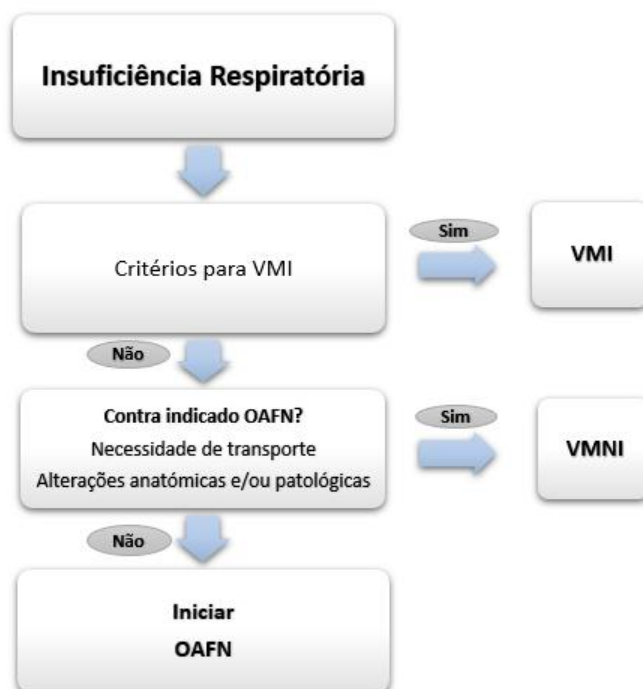 Insuficiência Respiratória
Critérios para VMI
Sim
VMI
Não
Contra indicado OAFN?
Necessidade de transporte
Alterações anatómicas e/ou patológicas
Sim
VMNI
Não
Iniciar
OAFN